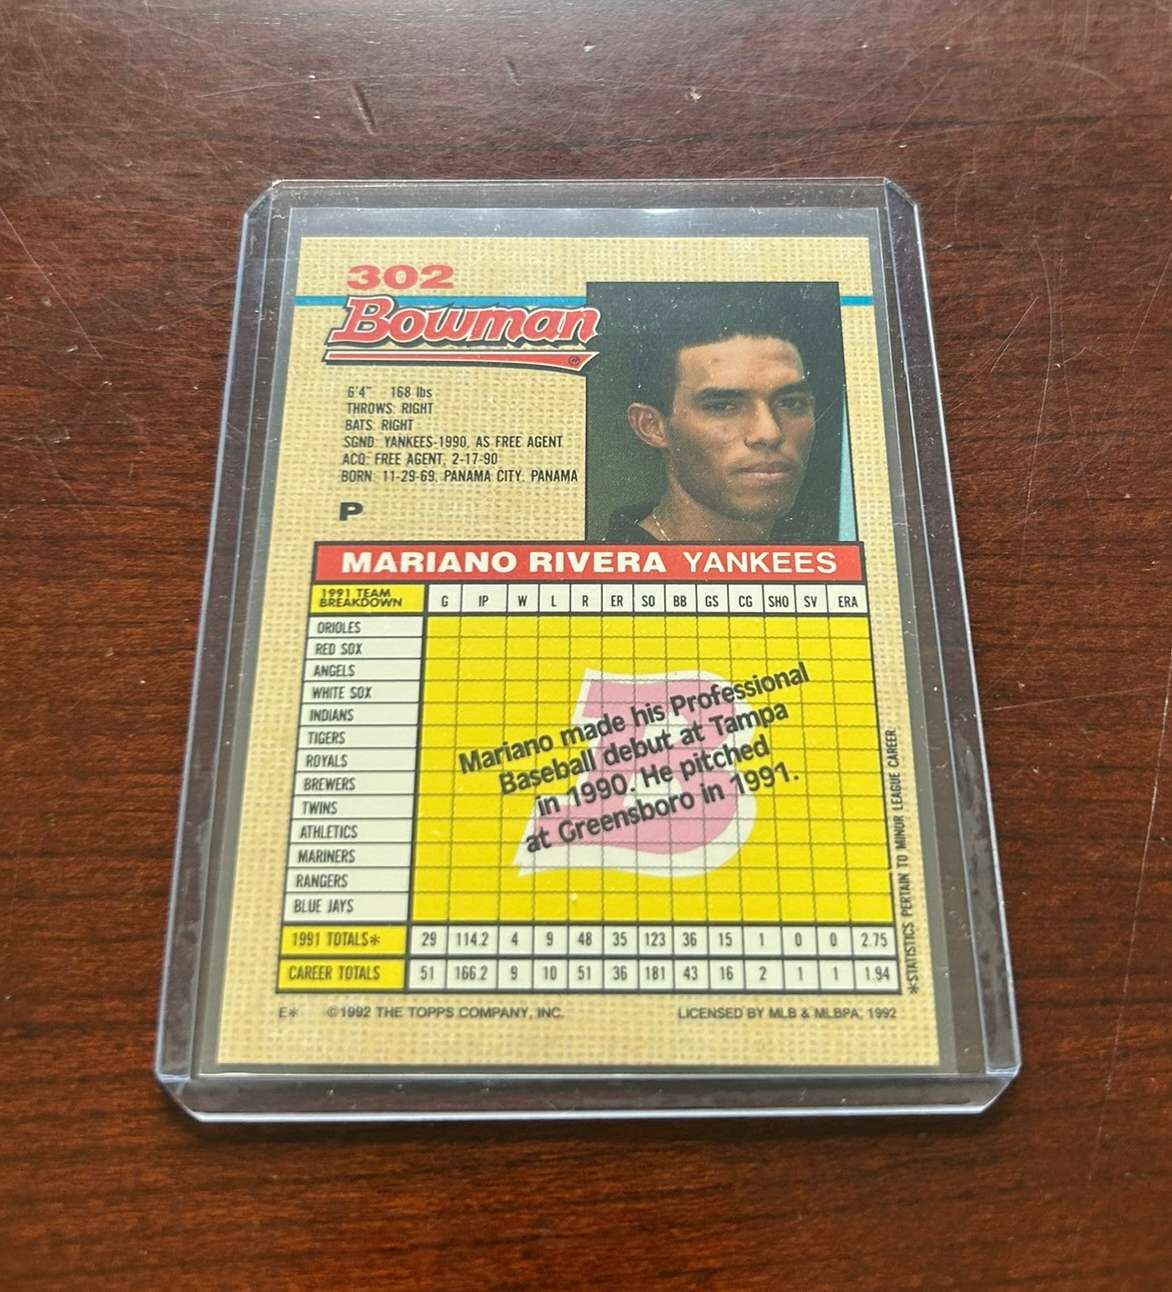 302
Bowman®
6'4" 168 lbs
THROWS: RIGHT
BATS: RIGHT
SGND: YANKEES-1990, AS FREE AGENT
ACQ: FREE AGENT, 2-17-90
BORN: 11-29-69, PANAMA CITY, PANAMA
P
MARIANO RIVERA YANKEES
1991 TEAM
BREAKDOWN
G IP W L R ER SO BB GS CG SHO SV ERA
ORIOLES
RED SOX
ANGELS
WHITE SOX
INDIANS
TIGERS
ROYALS
BREWERS
TWINS
ATHLETICS
MARINERS
RANGERS
BLUE JAYS
B
Mariano made his Professional
Baseball debut at Tampa
in 1990. He pitched
at Greensboro in 1991.
1991 TOTALS* 29 114.2 4 9 48 35 123 36 15 1 0 0 2.75
CAREER TOTALS 51 166.2 9 10 51 36 181 43 16 2 1 1 1.94
*STATISTICS PERTAIN TO MINOR LEAGUE CAREER.
E* ©1992 THE TOPPS COMPANY, INC. LICENSED BY MLB & MLBPA, 1992